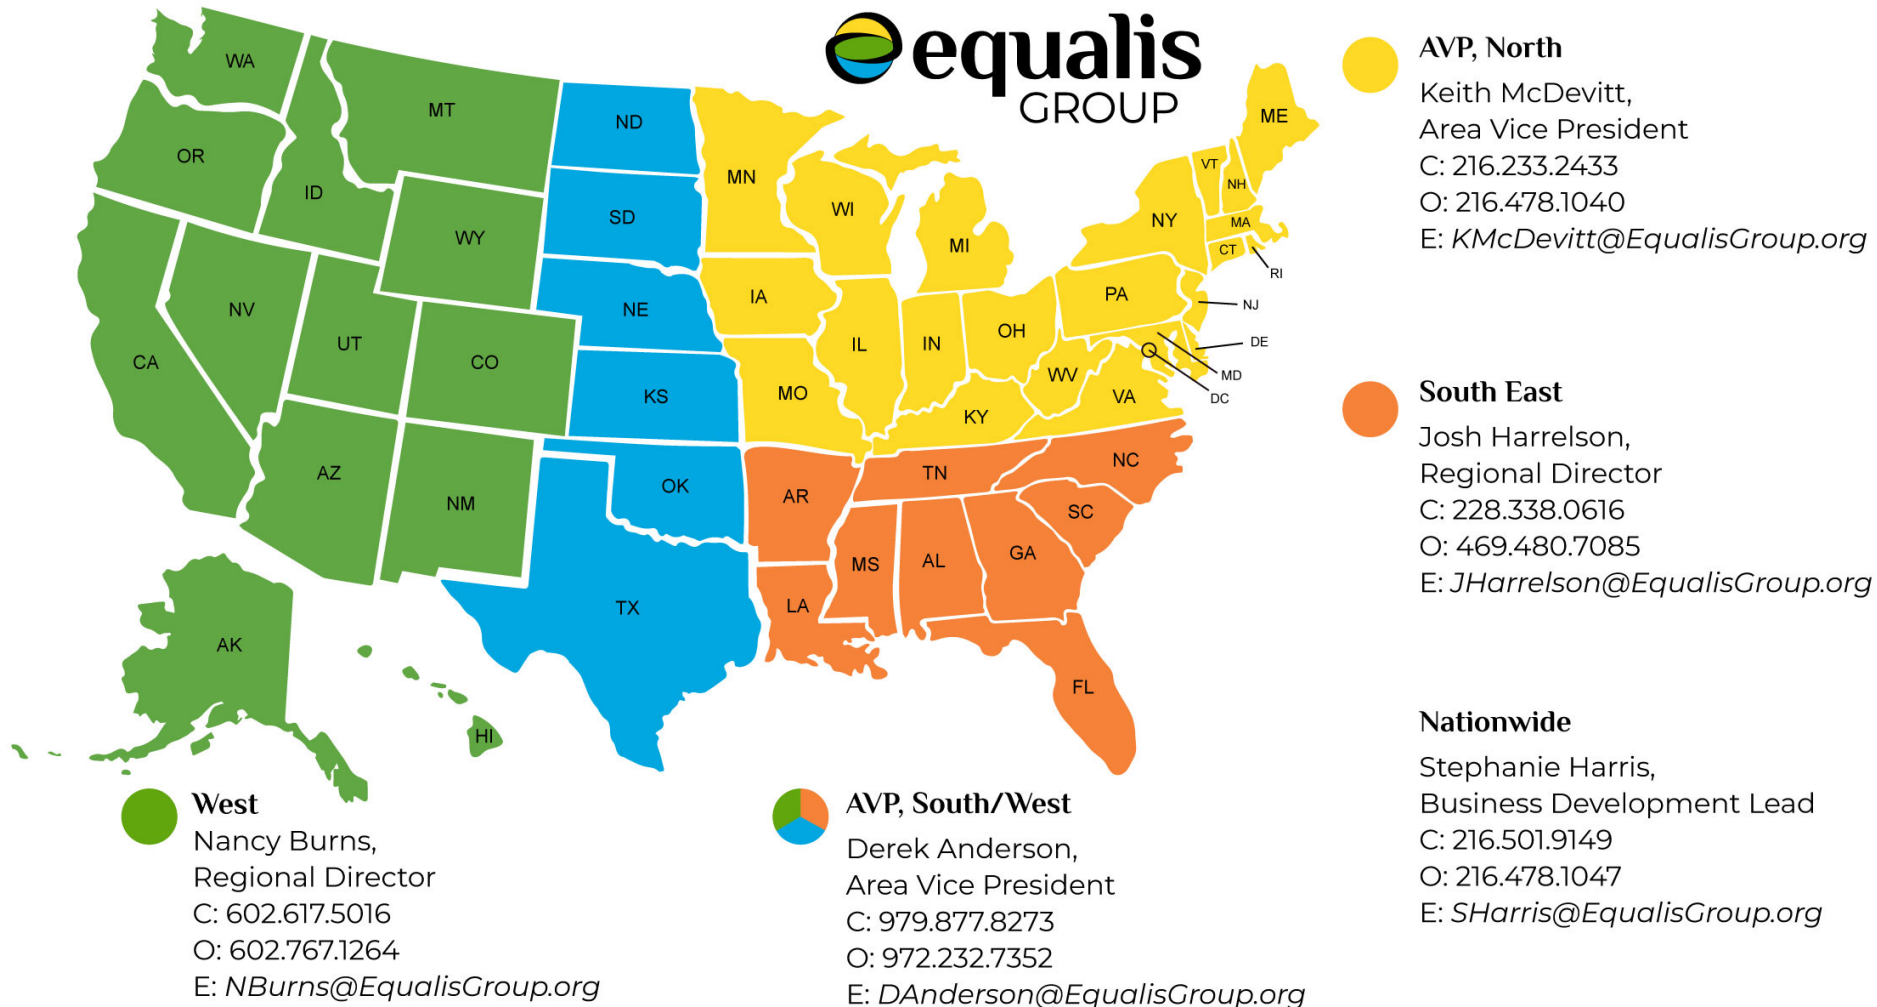 equalis
GROUP
WA
OR
ID
MT
WY
NV
UT
CO
CA
AZ
NM
AK
HI
ND
SD
NE
KS
OK
TX
MN
WI
MI
IA
IL
IN
OH
MO
KY
WV
VA
PA
NY
VT
NH
ME
MA
CT
RI
NJ
DE
MD
DC
AR
TN
NC
SC
MS
AL
GA
LA
FL
AVP, North
Keith McDevitt,
Area Vice President
C: 216.233.2433
O: 216.478.1040
E: KMcDevitt@EqualisGroup.org
South East
Josh Harrelson,
Regional Director
C: 228.338.0616
O: 469.480.7085
E: JHarrelson@EqualisGroup.org
Nationwide
Stephanie Harris,
Business Development Lead
C: 216.501.9149
O: 216.478.1047
E: SHarris@EqualisGroup.org
West
Nancy Burns,
Regional Director
C: 602.617.5016
O: 602.767.1264
E: NBurns@EqualisGroup.org
AVP, South/West
Derek Anderson,
Area Vice President
C: 979.877.8273
O: 972.232.7352
E: DAnderson@EqualisGroup.org